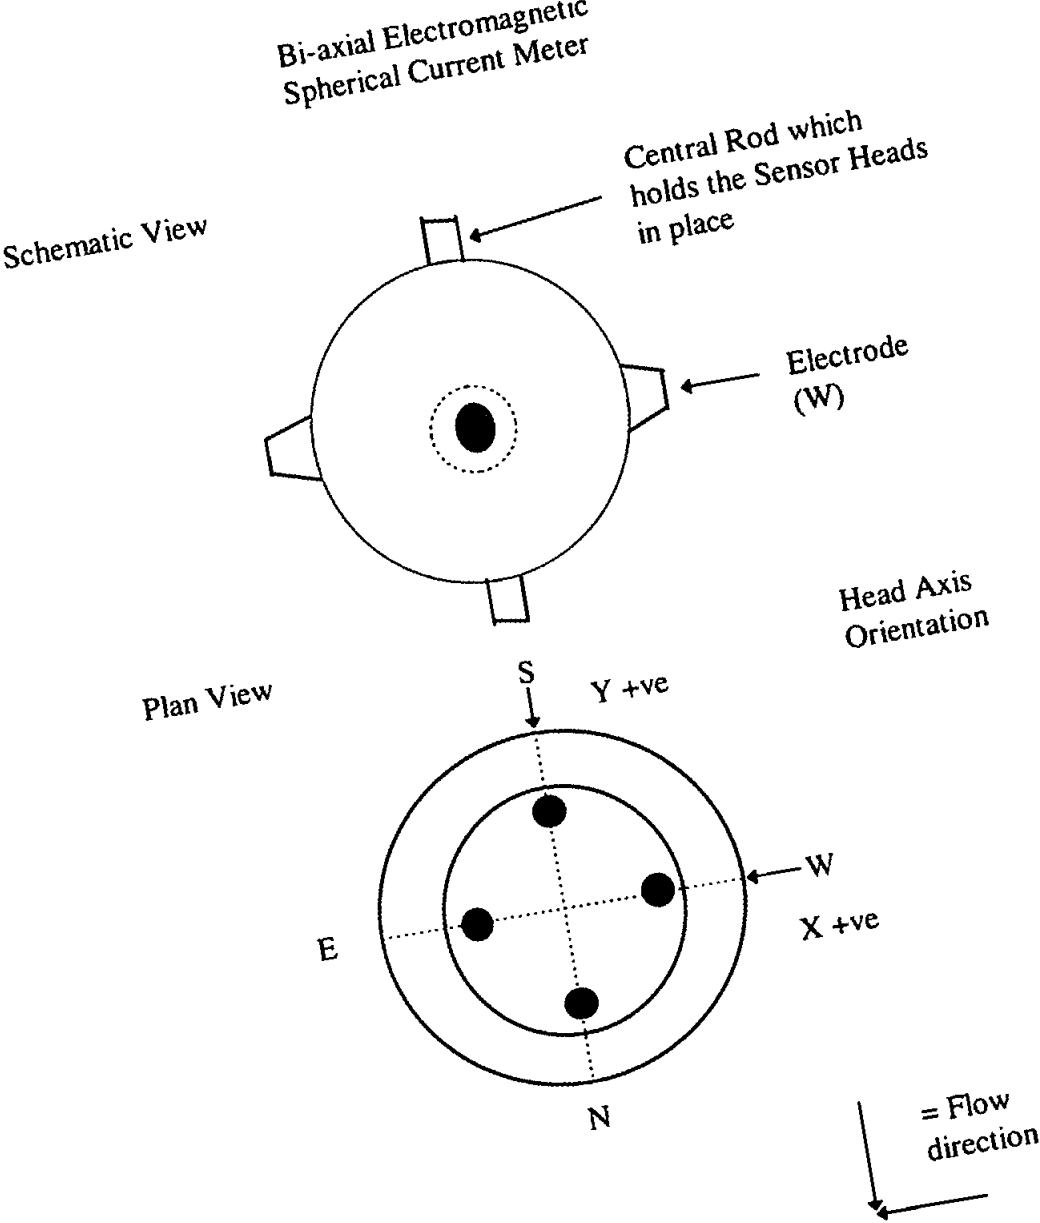 Bi-axial Electromagnetic
Spherical Current Meter
Central Rod which
holds the Sensor Heads
in place
Schematic View
Electrode
(W)
Head Axis
Orientation
Plan View
S
Y +ve
W
X +ve
E
N
= Flow
direction